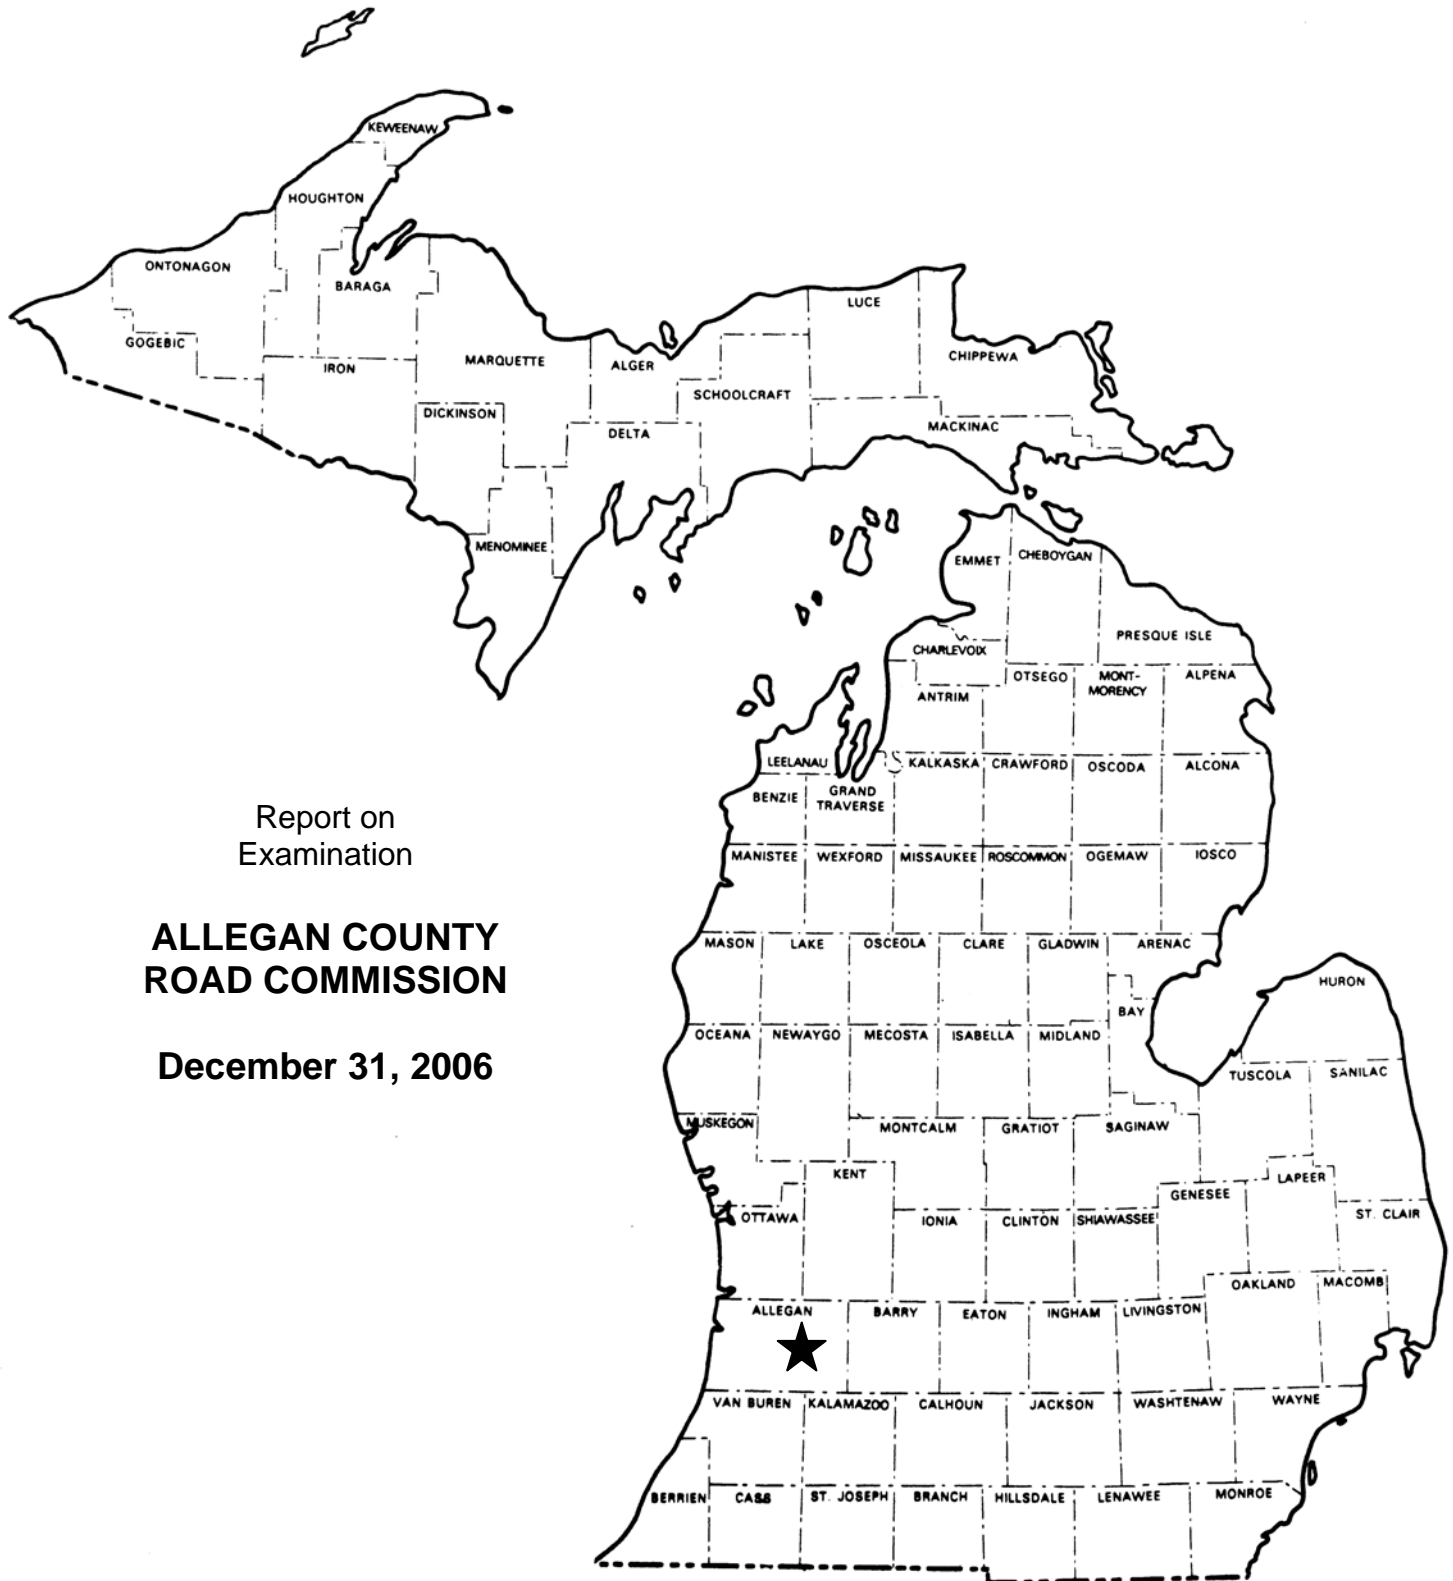 KEWEENAW
HOUGHTON
ONTONAGON
BARAGA
LUCE
GOGEBIC
IRON
MARQUETTE
ALGER
CHIPPEWA
SCHOOLCRAFT
DICKINSON
DELTA
MACKINAC
MENOMINEE
EMMET
CHEBOYGAN
PRESQUE ISLE
CHARLEVOIX
OTSEGO
MONT-
MORENCY
ALPENA
ANTRIM
LEELANAU
KALKASKA
CRAWFORD
OSCODA
ALCONA
BENZIE
GRAND
TRAVERSE
Report on
Examination
ALLEGAN COUNTY
ROAD COMMISSION
December 31, 2006
MANISTEE
WEXFORD
MISSAUKEE
ROSCOMMON
OGEMAW
IOSCO
MASON
LAKE
OSCEOLA
CLARE
GLADWIN
ARENAC
HURON
BAY
OCEANA
NEWAYGO
MECOSTA
ISABELLA
MIDLAND
TUSCOLA
SANILAC
MUSKEGON
MONTCALM
GRATIOT
SAGINAW
KENT
GENESEE
LAPEER
OTTAWA
IONIA
CLINTON
SHIAWASSEE
ST. CLAIR
OAKLAND
MACOMB
ALLEGAN
BARRY
EATON
INGHAM
LIVINGSTON
VAN BUREN
KALAMAZOO
CALHOUN
JACKSON
WASHTENAW
WAYNE
BERRIEN
CASS
ST. JOSEPH
BRANCH
HILLSDALE
LENAWEE
MONROE